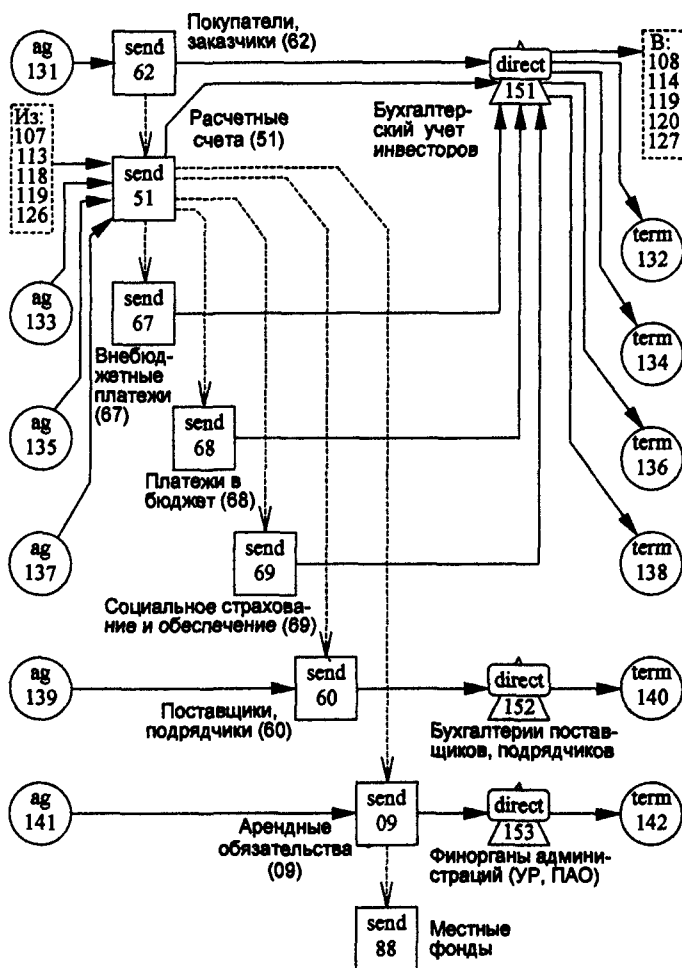 ag
131
send
62
Покупатели,
заказчики (62)
direct
151
В:
108
114
119
120
127
Из:
107
113
118
119
126
Расчетные
счета (51)
Бухгалтер-
ский учет
инвесторов
send
51
term
132
ag
133
send
67
Внебюд-
жетные
платежи
(67)
term
134
ag
135
send
68
Платежи в
бюджет (68)
term
136
ag
137
send
69
Социальное страхова-
ние и обеспечение (69)
term
138
ag
139
send
60
Поставщики,
подрядчики (60)
direct
152
Бухгалтерии постав-
щиков, подрядчиков
term
140
ag
141
send
09
Арендные
обязательства
(09)
direct
153
Финорганы админи-
страций (УР, ПАО)
term
142
send
88
Местные
фонды